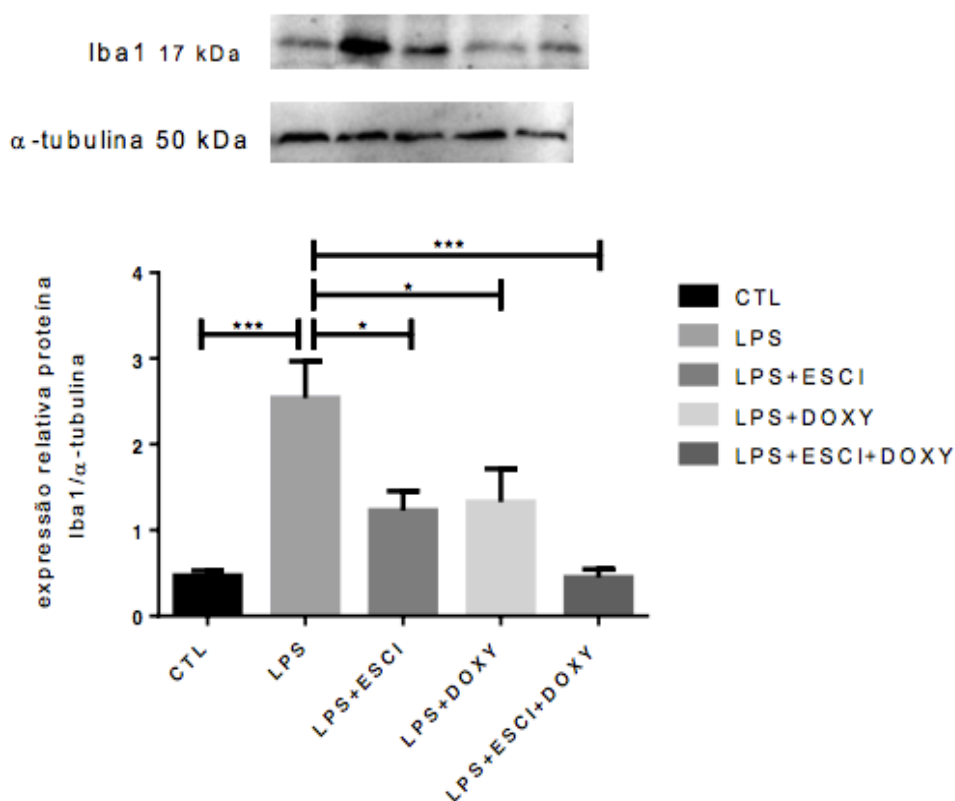 Iba1 17 kDa
α-tubulina 50 kDa
***
*
*** *
expressão relativa proteína
Iba1/α-tubulina
4
3
2
1
0
CTL
LPS
LPS+ESCI
LPS+DOXY
LPS+ESCI+DOXY
CTL
LPS
LPS+ESCI
LPS+DOXY
LPS+ESCI+DOXY